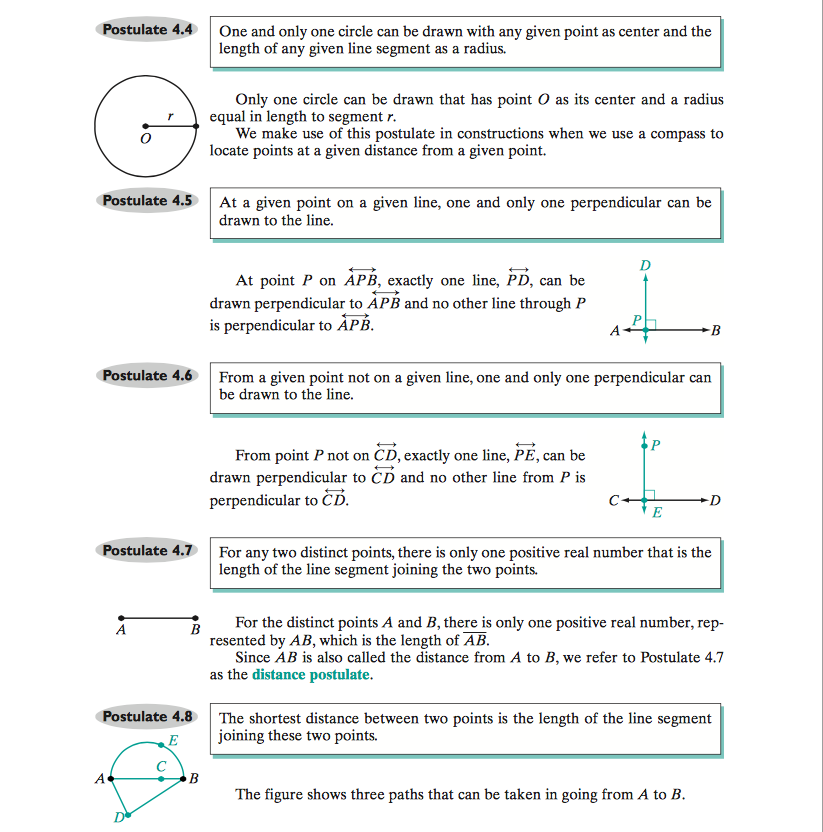 Postulate 4.4
One and only one circle can be drawn with any given point as center and the
length of any given line segment as a radius.
r
O
Only one circle can be drawn that has point O as its center and a radius
equal in length to segment r.
We make use of this postulate in constructions when we use a compass to
locate points at a given distance from a given point.
Postulate 4.5
At a given point on a given line, one and only one perpendicular can be
drawn to the line.
At point P on \overleftrightarrow{APB}, exactly one line, \overleftrightarrow{PD}, can be
drawn perpendicular to \overleftrightarrow{APB} and no other line through P
is perpendicular to \overleftrightarrow{APB}.
D
P
A B
Postulate 4.6
From a given point not on a given line, one and only one perpendicular can
be drawn to the line.
From point P not on \overleftrightarrow{CD}, exactly one line, \overleftrightarrow{PE}, can be
drawn perpendicular to \overleftrightarrow{CD} and no other line from P is
perpendicular to \overleftrightarrow{CD}.
P
C D
E
Postulate 4.7
For any two distinct points, there is only one positive real number that is the
length of the line segment joining the two points.
A B
For the distinct points A and B, there is only one positive real number, rep-
resented by AB, which is the length of \overline{AB}.
Since AB is also called the distance from A to B, we refer to Postulate 4.7
as the distance postulate.
Postulate 4.8
The shortest distance between two points is the length of the line segment
joining these two points.
E
C
A B
D
The figure shows three paths that can be taken in going from A to B.